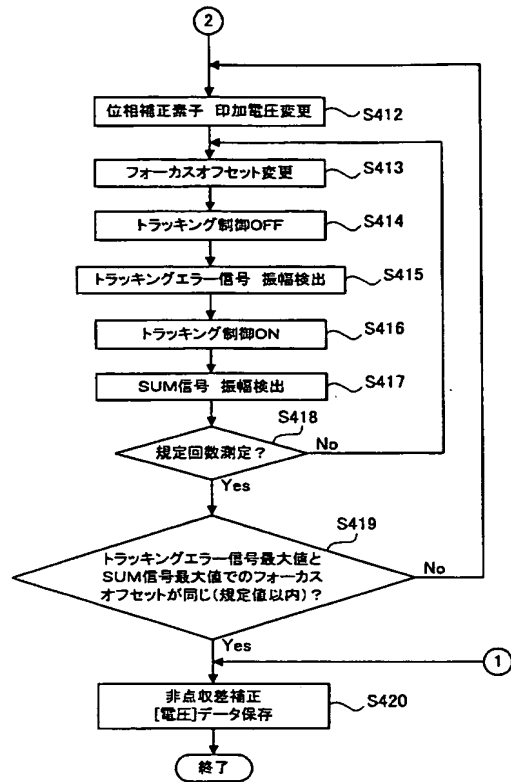 2
位相補正素子 印加電圧変更
S412
フォーカスオフセット変更
S413
トラッキング制御OFF
S414
トラッキングエラー信号 振幅検出
S415
トラッキング制御ON
S416
SUM信号 振幅検出
S417
S418
規定回数測定?
No
Yes
S419
トラッキングエラー信号最大値と
SUM信号最大値でのフォーカス
オフセットが同じ(規定値以内)?
No
Yes
1
非点収差補正
[電圧]データ保存
S420
終了